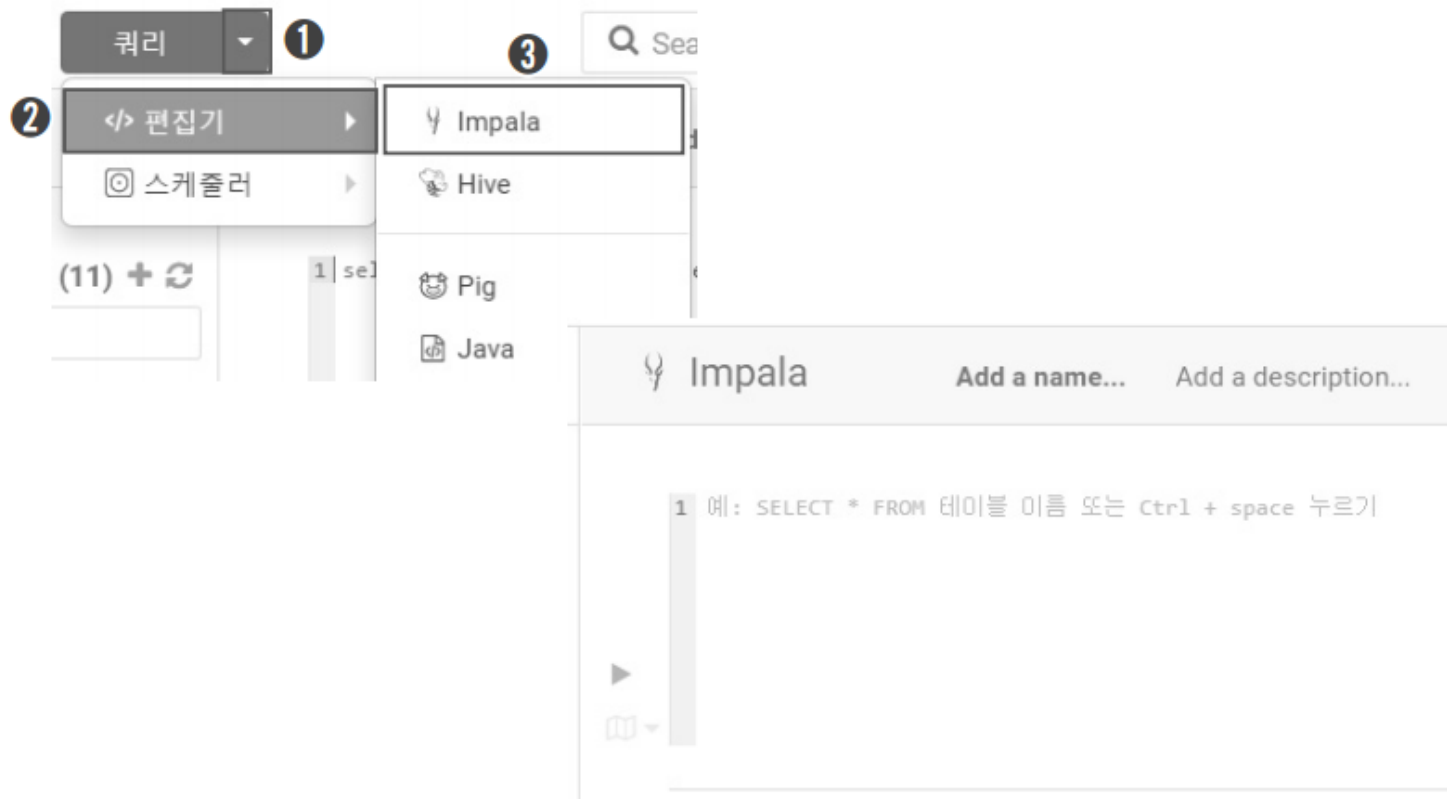 쿼리
❶
❸
Sea
❷
</> 편집기
Impala
스케줄러
Hive
(11)
1 sel
Pig
Java
Impala
Add a name...
Add a description...
1 예: SELECT * FROM 테이블 이름 또는 Ctrl + space 누르기